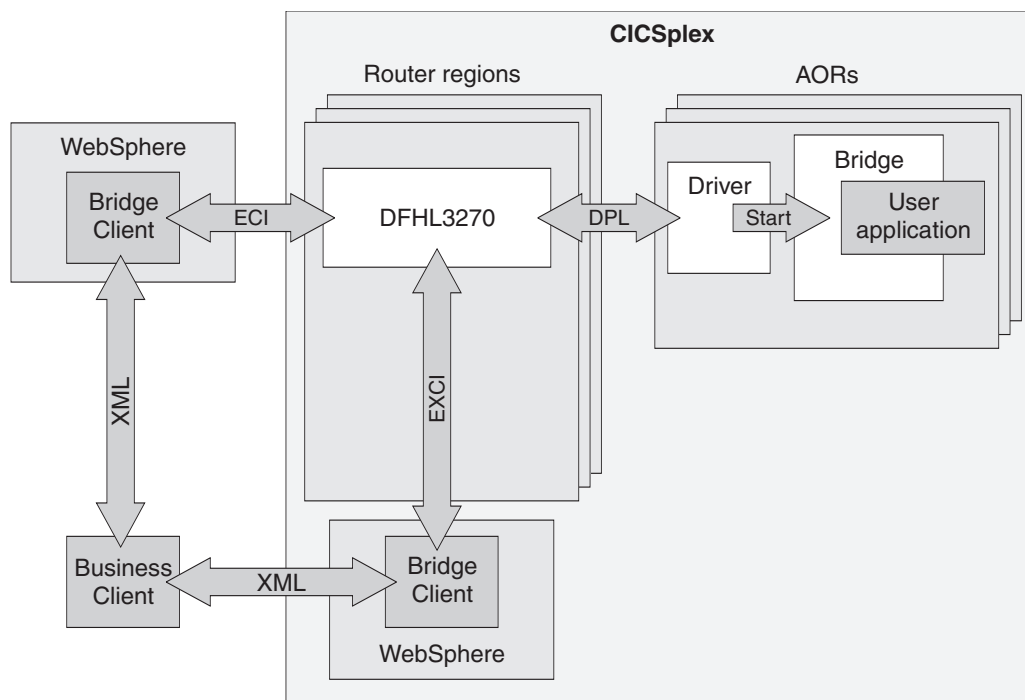 CICSplex
Router regions
AORs
WebSphere
Bridge
Client
ECI
DFHL3270
DPL
Driver
Start
Bridge
User
application
XML
EXCI
Business
Client
XML
Bridge
Client
WebSphere